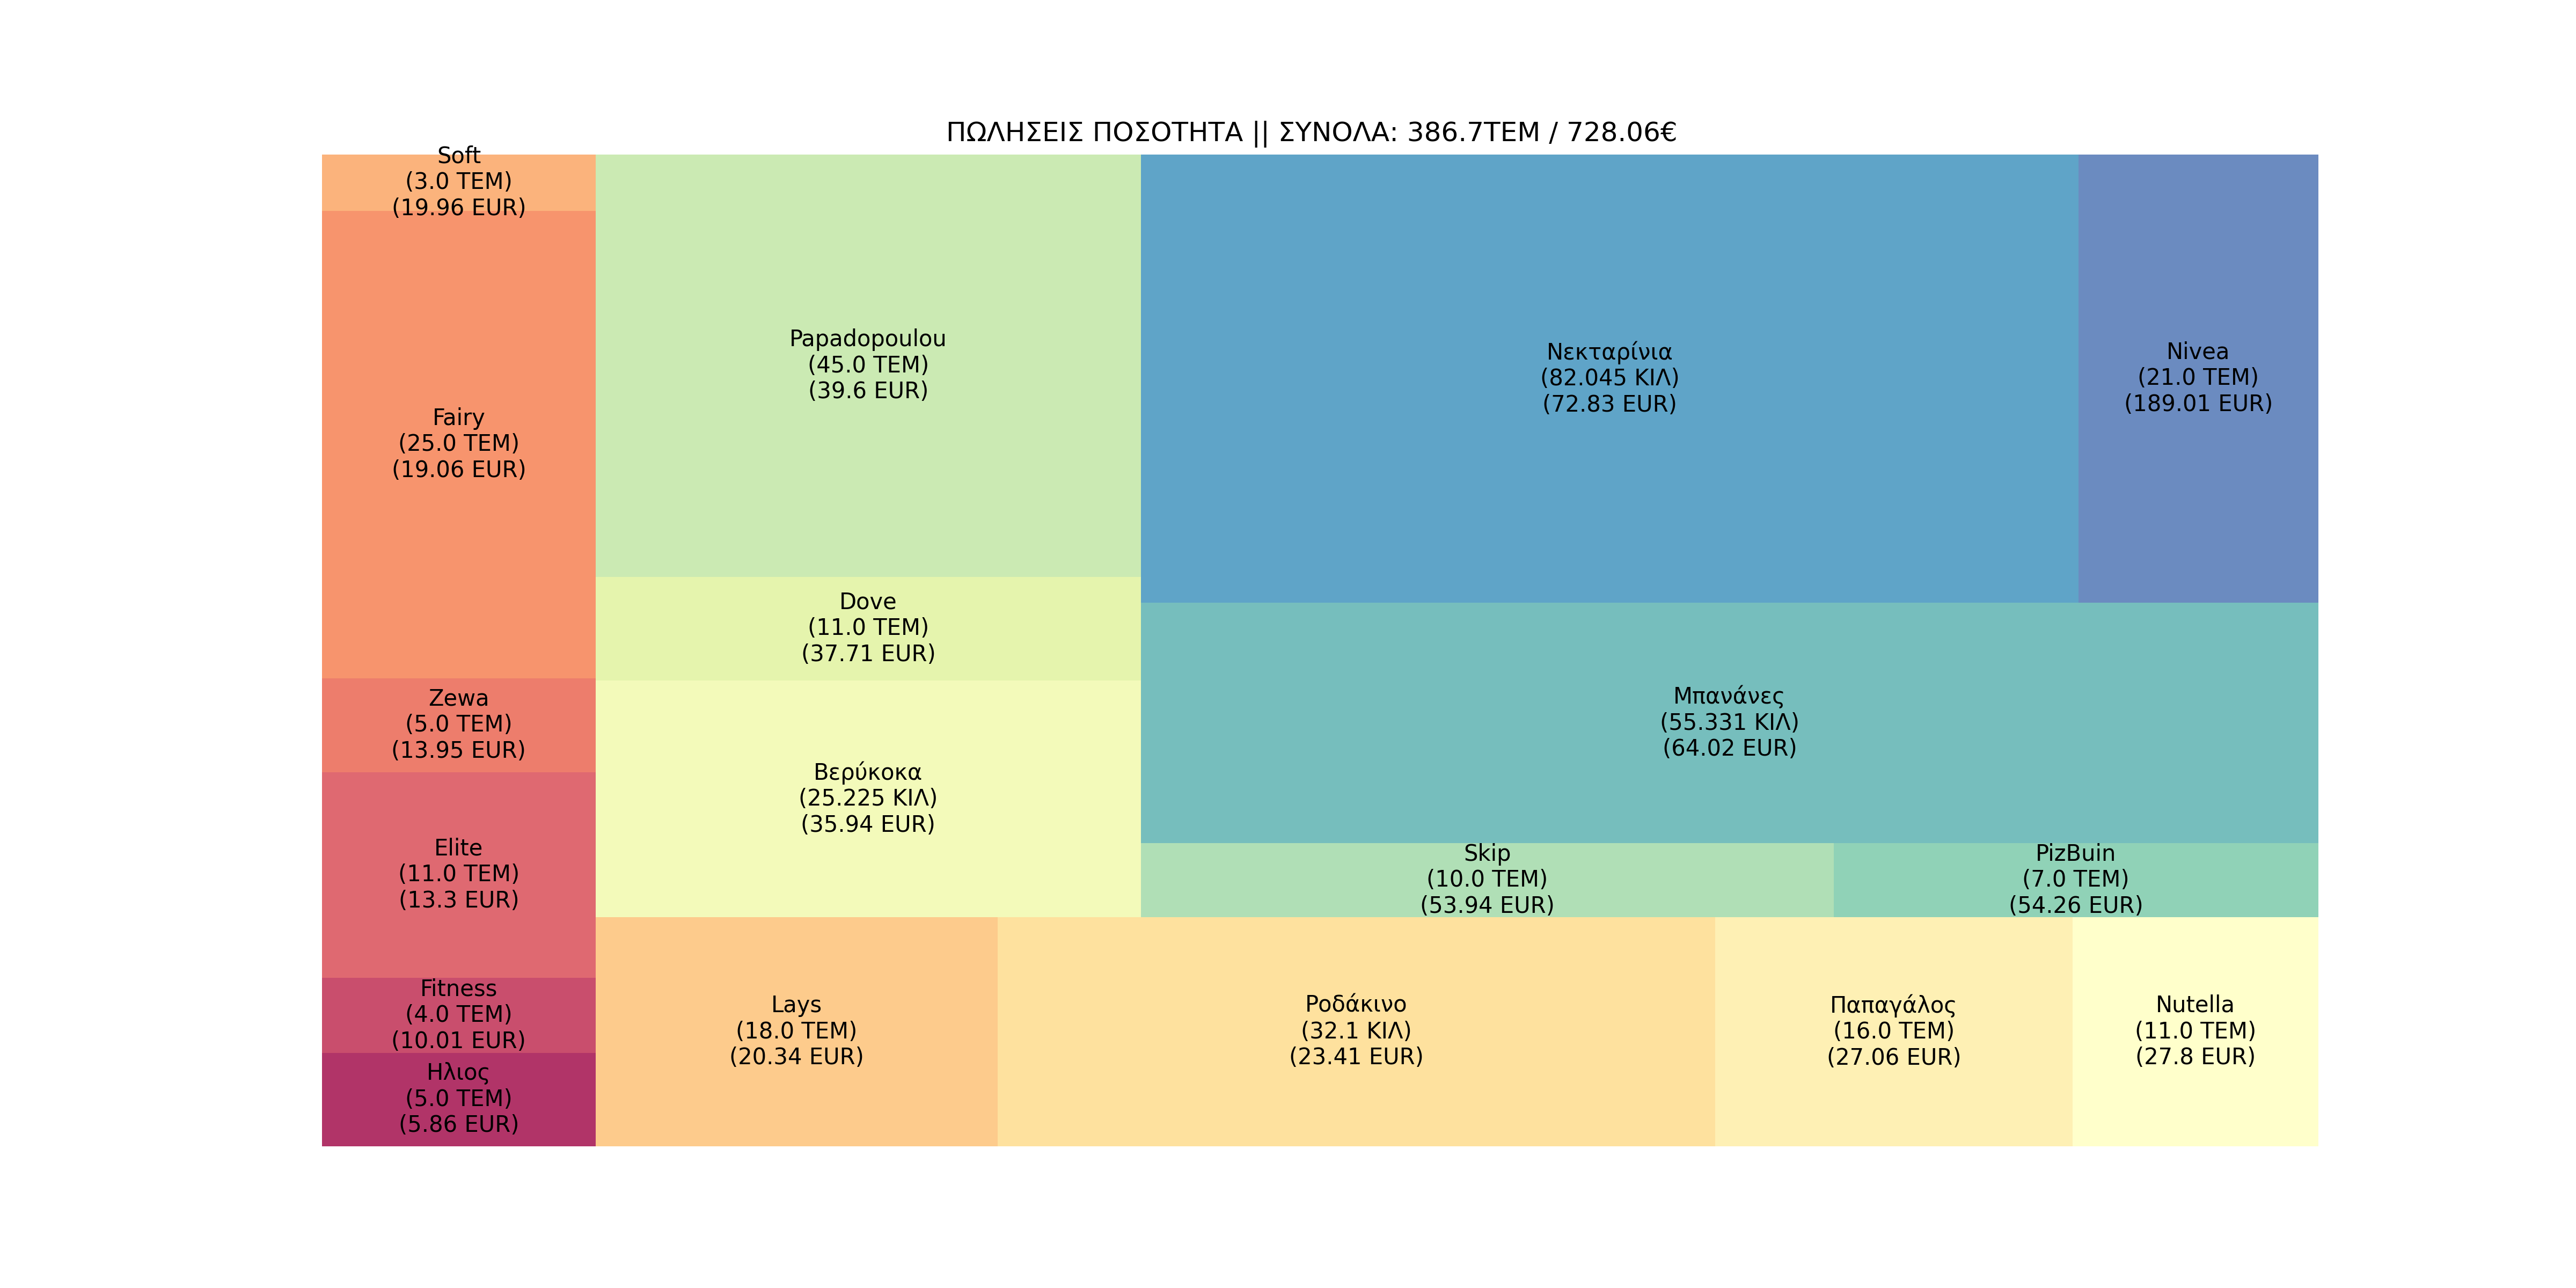 ΠΩΛΗΣΕΙΣ ΠΟΣΟΤΗΤΑ || ΣΥΝΟΛΑ: 386.7ΤΕΜ / 728.06€
Soft
(3.0 TEM)
(19.96 EUR)
Fairy
(25.0 TEM)
(19.06 EUR)
Zewa
(5.0 TEM)
(13.95 EUR)
Elite
(11.0 TEM)
(13.3 EUR)
Fitness
(4.0 TEM)
(10.01 EUR)
Ηλιος
(5.0 TEM)
(5.86 EUR)
Papadopoulou
(45.0 TEM)
(39.6 EUR)
Dove
(11.0 TEM)
(37.71 EUR)
Βερύκοκα
(25.225 ΚΙΛ)
(35.94 EUR)
Νεκταρίνια
(82.045 ΚΙΛ)
(72.83 EUR)
Nivea
(21.0 TEM)
(189.01 EUR)
Μπανάνες
(55.331 ΚΙΛ)
(64.02 EUR)
Skip
(10.0 TEM)
(53.94 EUR)
PizBuin
(7.0 TEM)
(54.26 EUR)
Lays
(18.0 TEM)
(20.34 EUR)
Ροδάκινο
(32.1 ΚΙΛ)
(23.41 EUR)
Παπαγάλος
(16.0 TEM)
(27.06 EUR)
Nutella
(11.0 TEM)
(27.8 EUR)